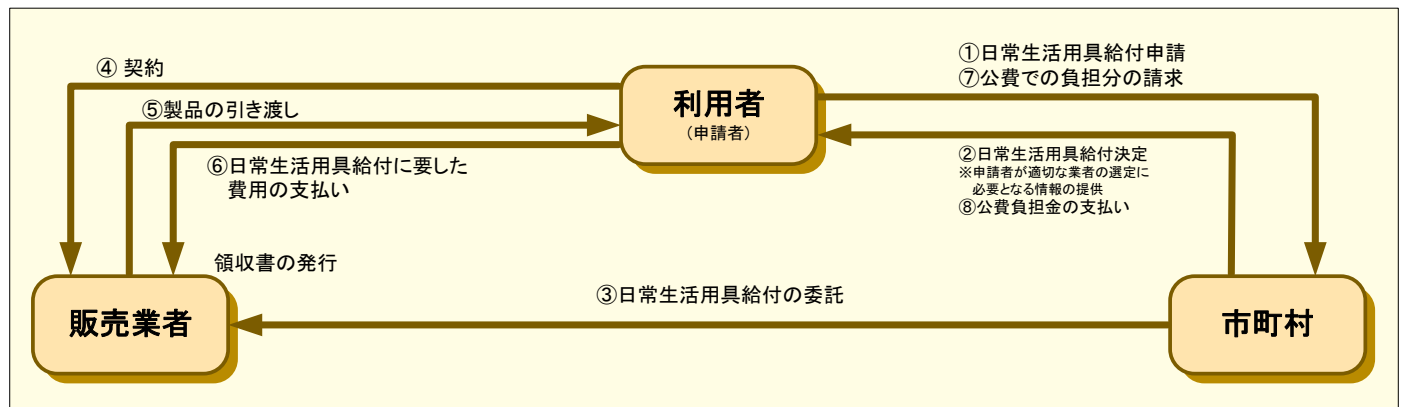 ④ 契約
①日常生活用具給付申請
⑦公費での負担分の請求
⑤製品の引き渡し
利用者
（申請者）
⑥日常生活用具給付に要した
費用の支払い
②日常生活用具給付決定
※申請者が適切な業者の選定に
必要となる情報の提供
⑧公費負担金の支払い
領収書の発行
③日常生活用具給付の委託
販売業者
市町村